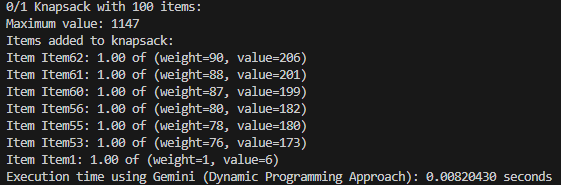 0/1 Knapsack with 100 items:
Maximum value: 1147
Items added to knapsack:
Item Item62: 1.00 of (weight=90, value=206)
Item Item61: 1.00 of (weight=88, value=201)
Item Item60: 1.00 of (weight=87, value=199)
Item Item56: 1.00 of (weight=80, value=182)
Item Item55: 1.00 of (weight=78, value=180)
Item Item53: 1.00 of (weight=76, value=173)
Item Item1: 1.00 of (weight=1, value=6)
Execution time using Gemini (Dynamic Programming Approach): 0.00820430 seconds